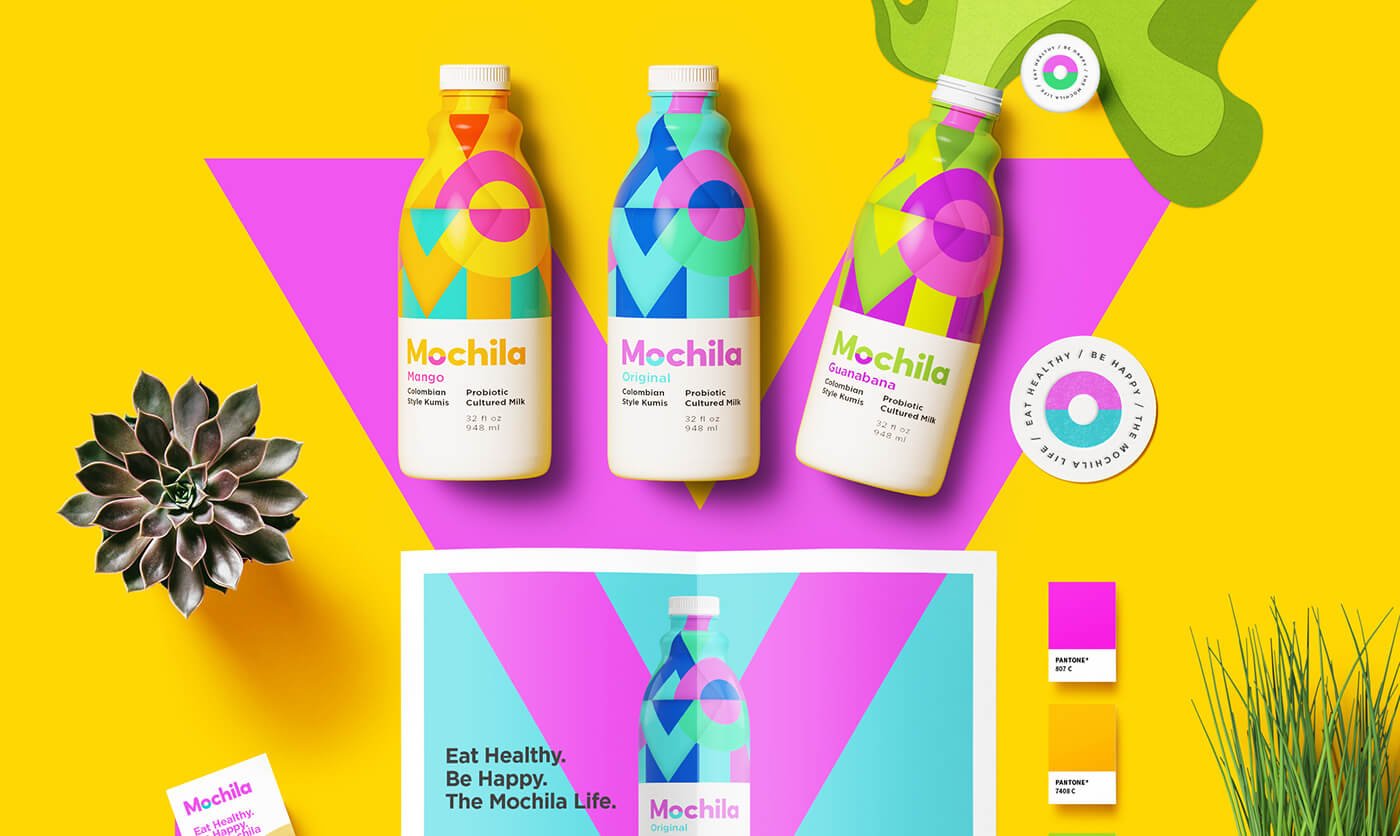 EAT HEALTHY / BE HAPPY / THE MOCHILA LIFE /
Mochila
Mango
Colombian
Style Kumis
Probiotic
Cultured Milk
32 fl oz
948 ml
Mochila
Original
Colombian
Style Kumis
Probiotic
Cultured Milk
32 fl oz
948 ml
Mochila
Guanabana
Colombian
Style Kumis
Probiotic
Cultured Milk
32 fl oz
948 ml
EAT HEALTHY / BE HAPPY / THE MOCHILA LIFE /
Eat Healthy.
Be Happy.
The Mochila Life.
Mochila
Original
PANTONE®
807 C
PANTONE®
7408 C
Mochila
Eat Healthy.
Happy.
Mochila